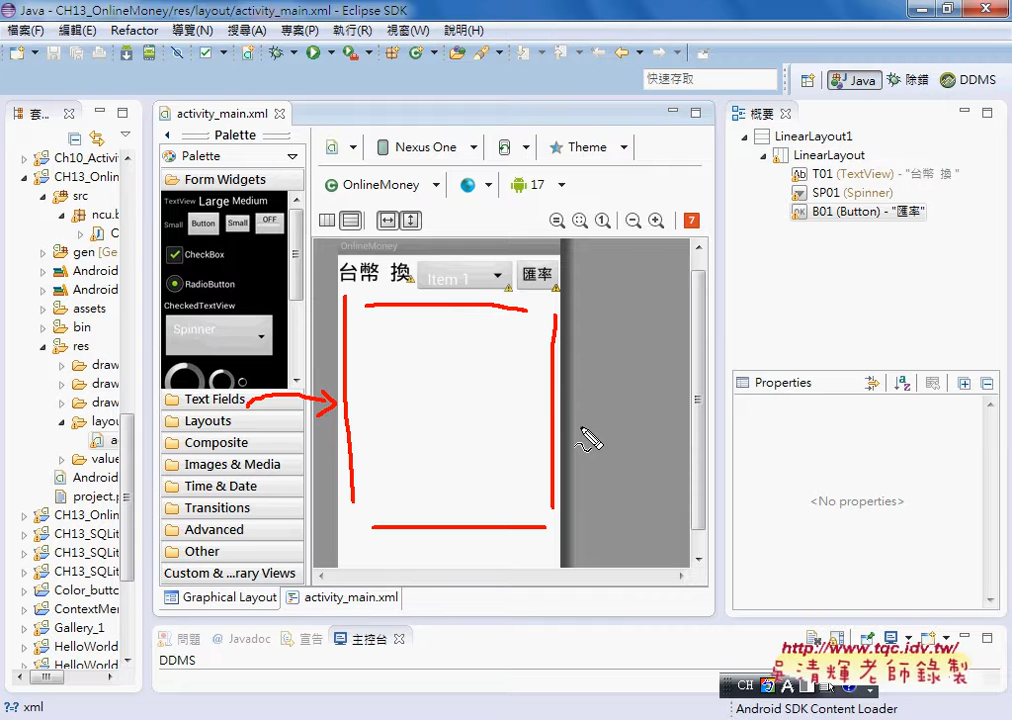 Java - CH13_OnlineMoney/res/layout/activity_main.xml - Eclipse SDK
檔案(F) 編輯(E) Refactor 導覽(N) 搜尋(A) 專案(P) 執行(R) 視窗(W) 說明(H)
快速存取
Java 除錯 DDMS
套...
Ch10_Activi
CH13_Onlin
src
ncu.b
C
gen [Ge
Android
Android
assets
bin
res
draw
draw
draw
layou
a
value
Android
project.p
CH13_Onlin
CH13_SQLit
CH13_SQLit
CH13_SQLit
Color_butto
ContextMer
Gallery_1
HelloWorld
HelloWorld
activity_main.xml
Palette
Palette
Form Widgets
TextView Large Medium
Small Button Small OFF
CheckBox
RadioButton
CheckedTextView
Spinner
Text Fields
Layouts
Composite
Images & Media
Time & Date
Transitions
Advanced
Other
Custom & ...rary Views
Nexus One
Theme
OnlineMoney
17
7
OnlineMoney
台幣 換
Item 1
匯率
Graphical Layout
activity_main.xml
概要
LinearLayout1
LinearLayout
T01 (TextView) - "台幣 換 "
SP01 (Spinner)
B01 (Button) - "匯率"
Properties
<No properties>
問題 @ Javadoc 宣告 主控台
DDMS
http://www.tqc.idv.tw/
吳清輝老師錄製
CH
xml
Android SDK Content Loader